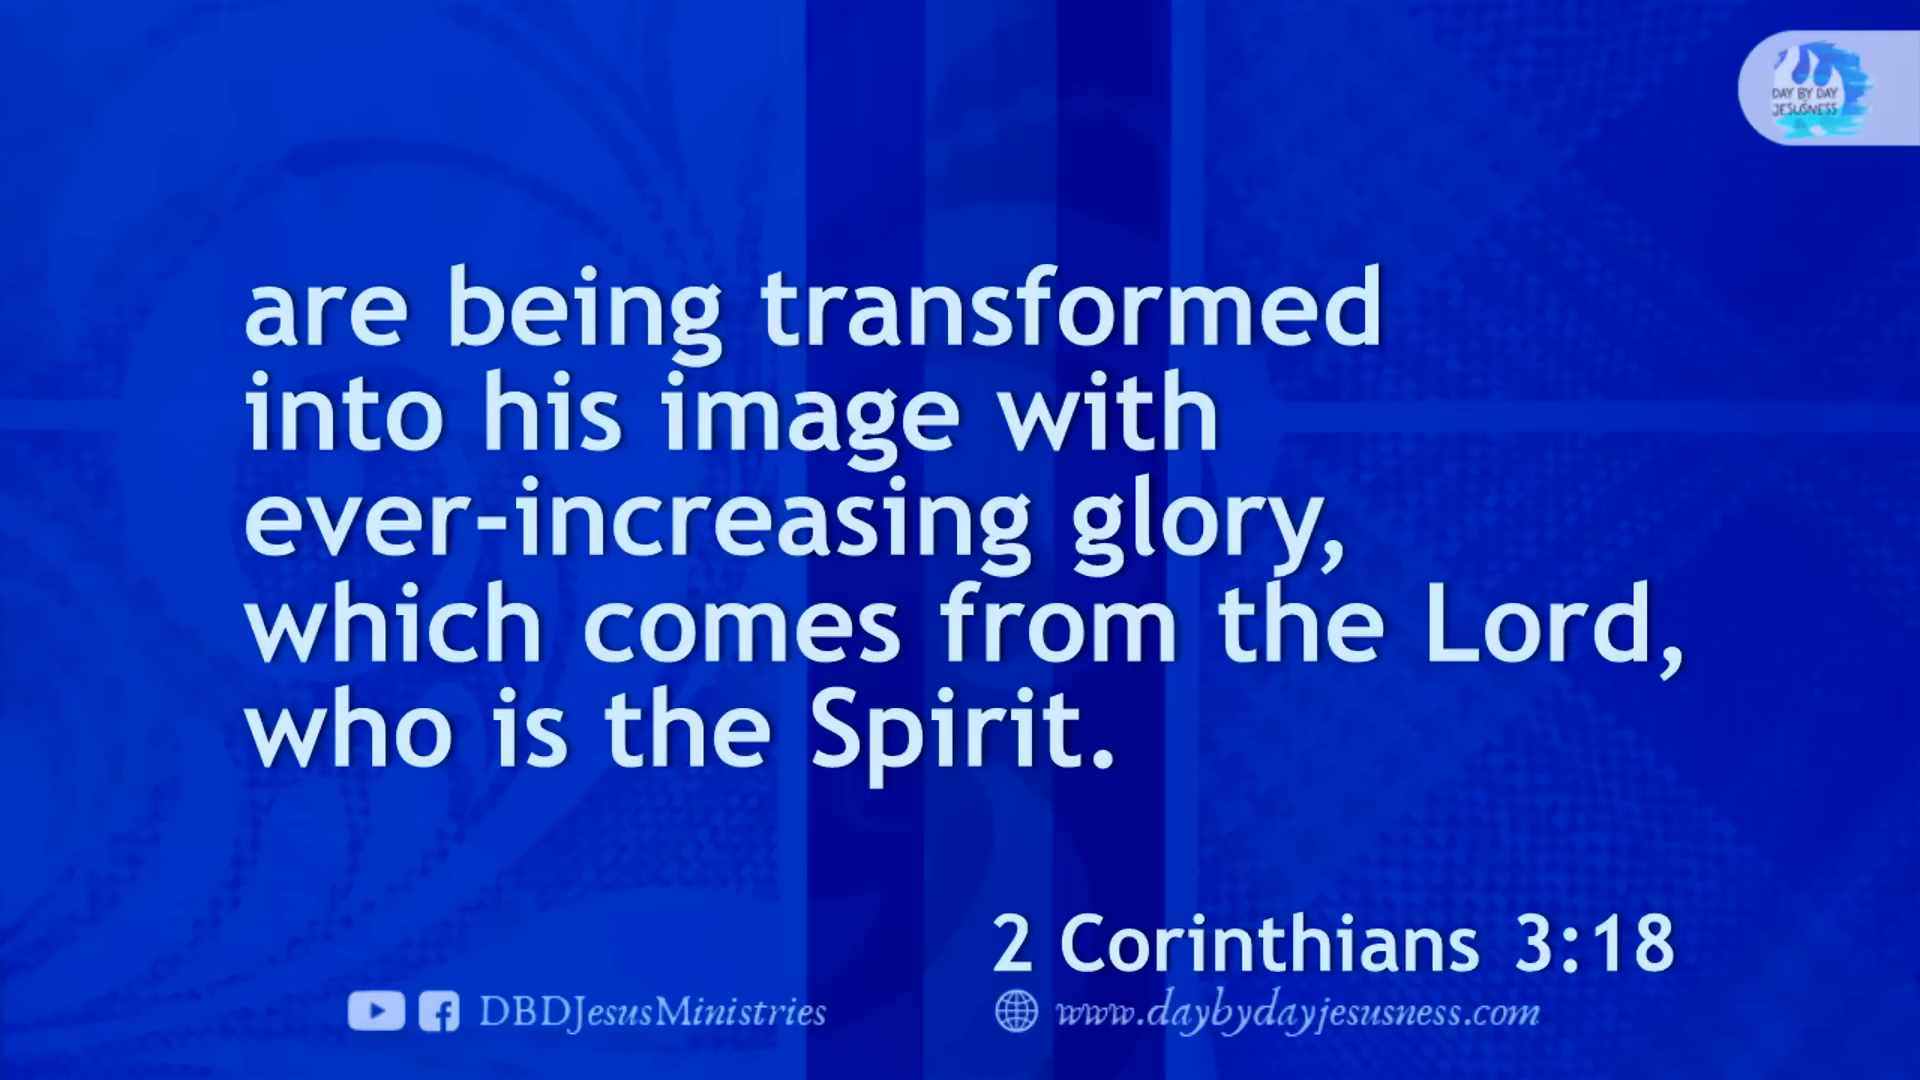 DAY BY DAY
JESUSNESS
are being transformed
into his image with
ever-increasing glory,
which comes from the Lord,
who is the Spirit.
2 Corinthians 3:18
DBDJesusMinistries
www.daybydayjesusness.com